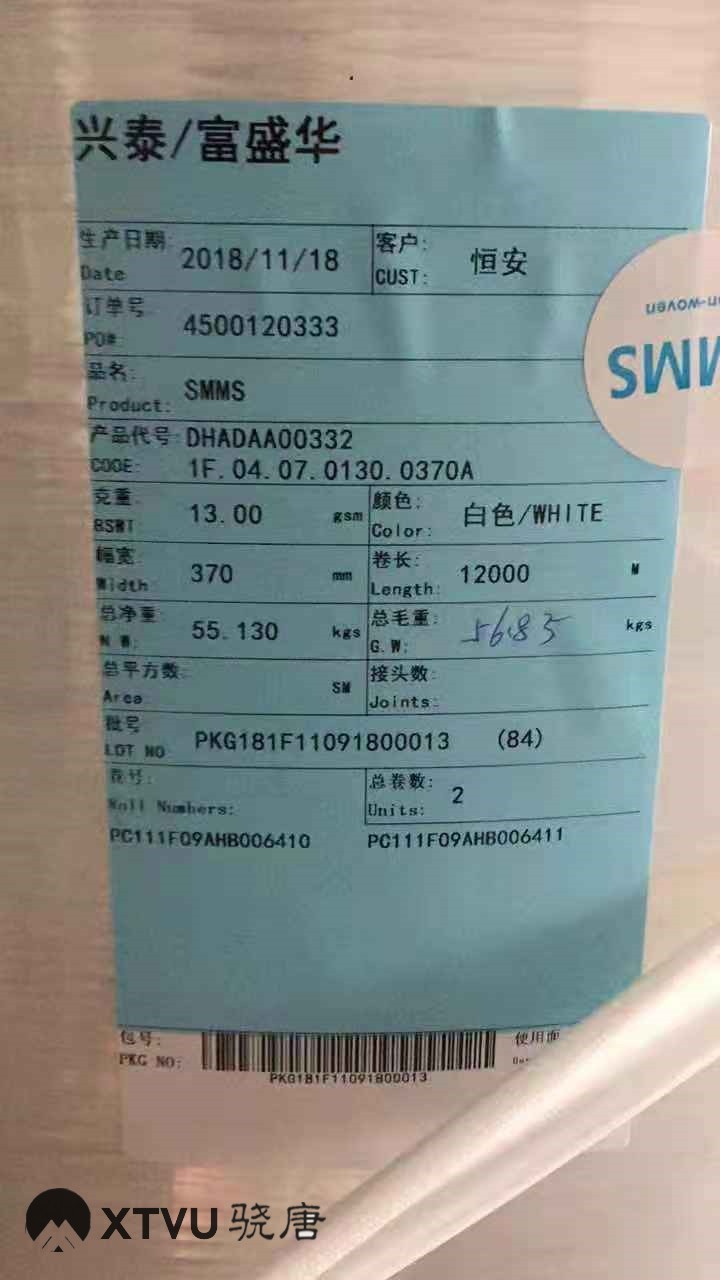 兴泰/富盛华
生产日期: 2018/11/18 客户: 恒安
Date CUST:
订单号 4500120333
PO#:
品名: SMMS
Product:
产品代号: DHADAA00332
CODE: 1F.04.07.0130.0370A
克重: 13.00 gsm 颜色: 白色/WHITE
BSWT Color:
幅宽: 370 mm 卷长: 12000 M
Width Length:
总净重: 55.130 kgs 总毛重: 56.85 kgs
N W: G.W:
总平方数: SM 接头数:
Area Joints:
批号 PKG181F11091800013 (84)
LOT NO
卷号: 总卷数: 2
Roll Numbers: Units:
PC111F09AHB006410 PC111F09AHB006411
包号: 使用面
PKG NO:
PKG181F11091800013
non-woven
SMMS
XTVU 骁唐